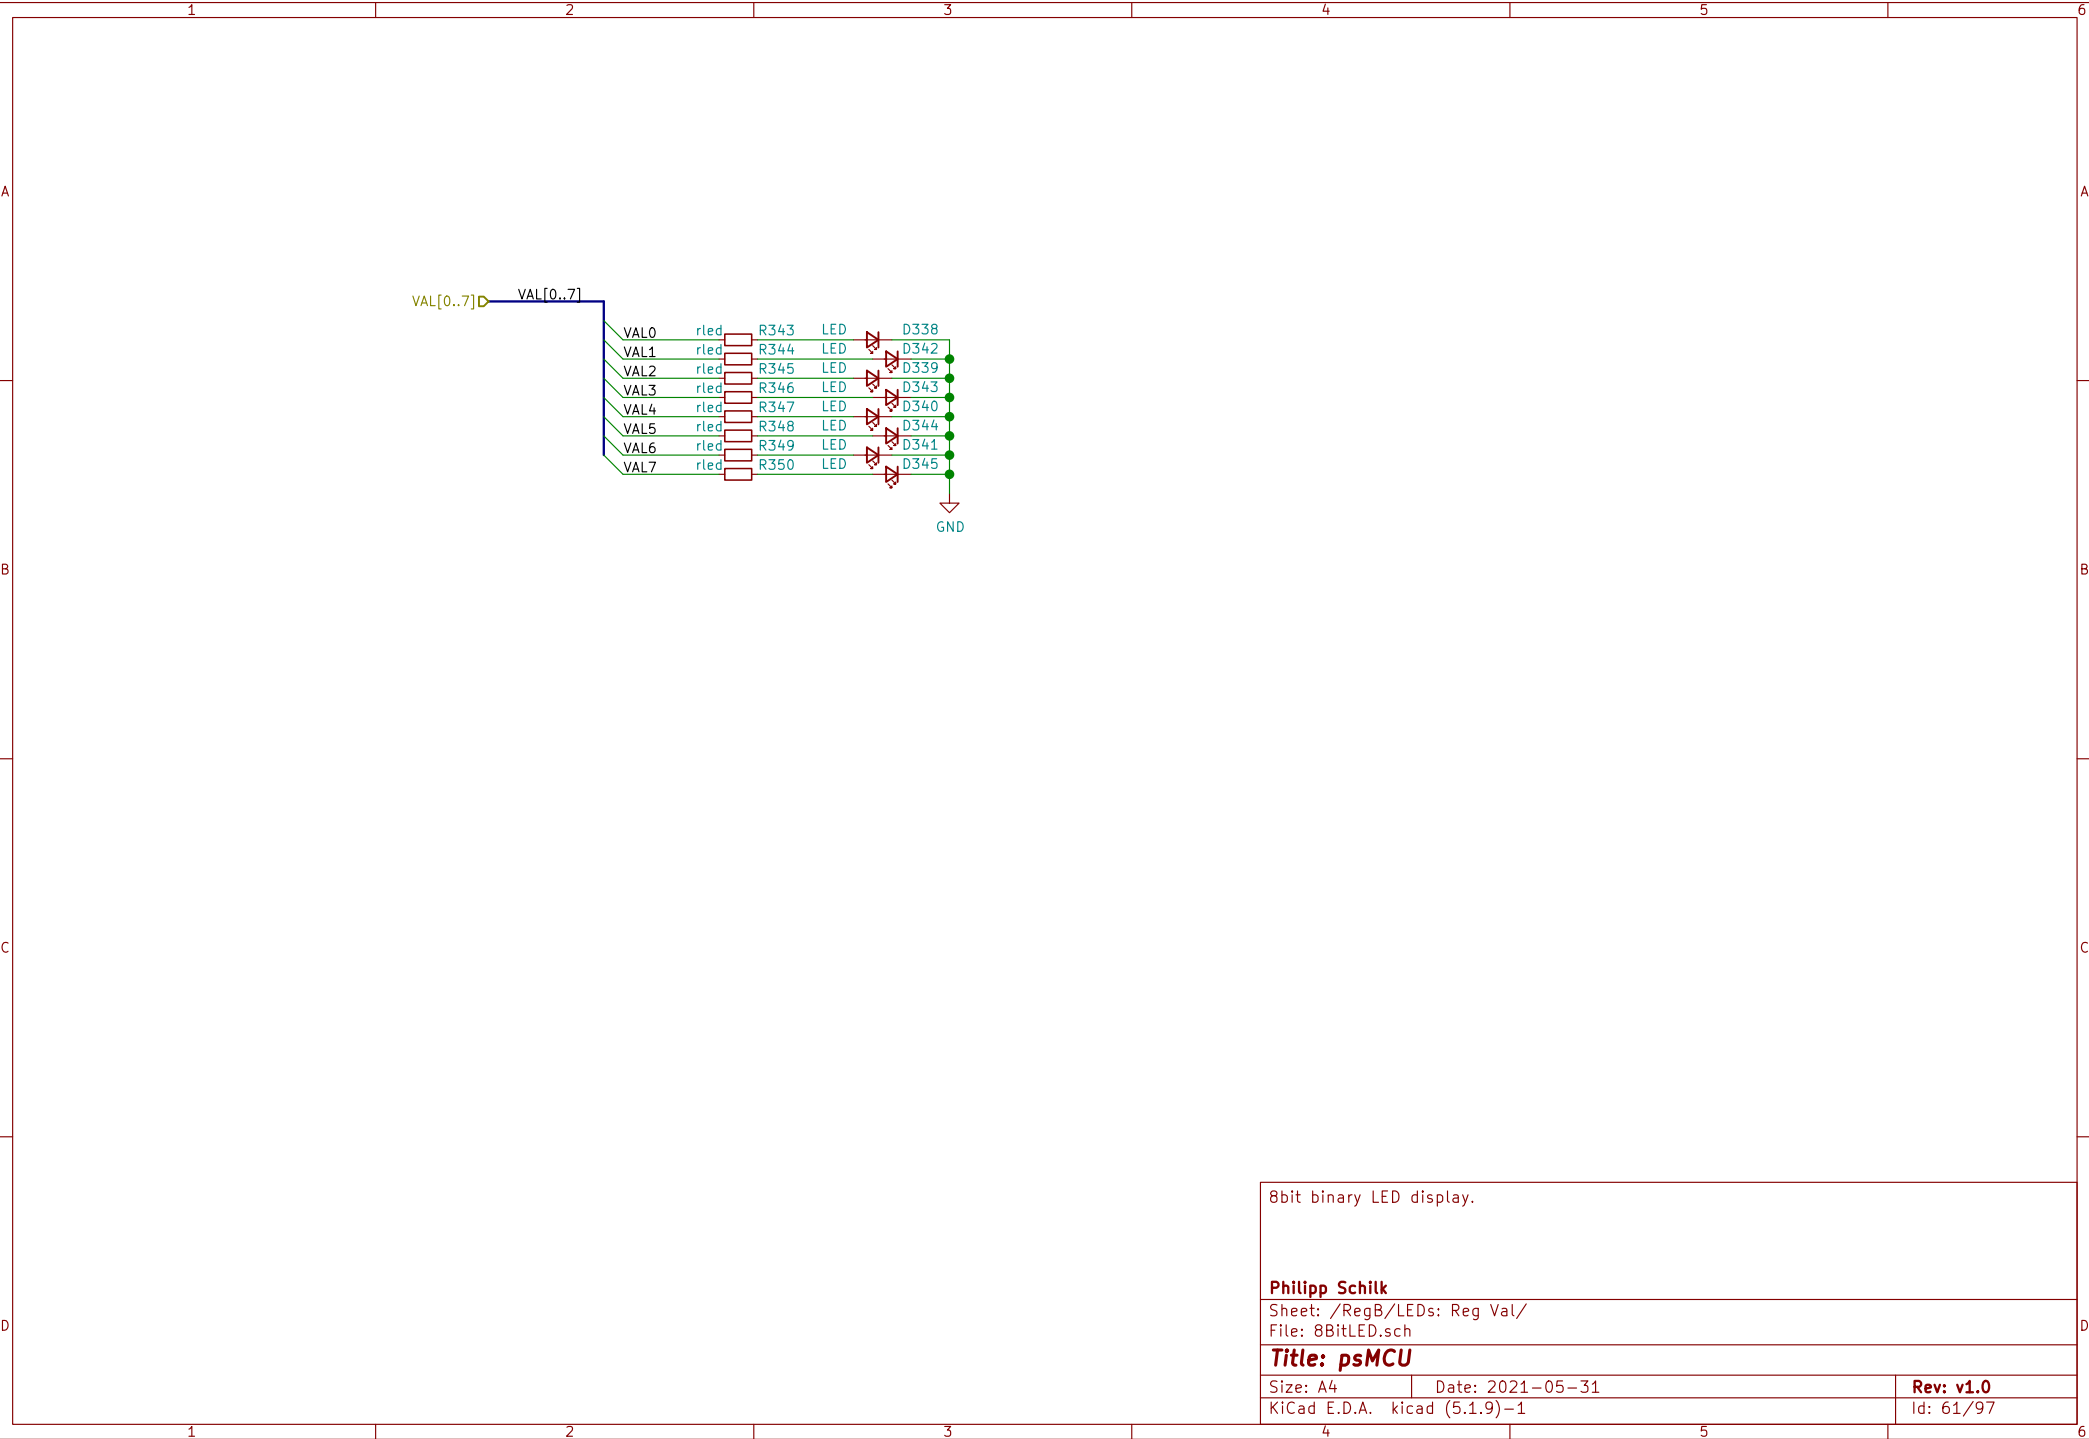 1 2 3 4 5 6
A A
VAL[0..7] VAL[0..7]
VAL0 rled R343 LED D338
VAL1 rled R344 LED D342
VAL2 rled R345 LED D339
VAL3 rled R346 LED D343
VAL4 rled R347 LED D340
VAL5 rled R348 LED D344
VAL6 rled R349 LED D341
VAL7 rled R350 LED D345
GND
B B
C C
8bit binary LED display.
Philipp Schilk
Sheet: /RegB/LEDs: Reg Val/
D D
File: 8BitLED.sch
Title: psMCU
Size: A4 Date: 2021-05-31 Rev: v1.0
KiCad E.D.A. kicad (5.1.9)-1 Id: 61/97
1 2 3 4 5 6